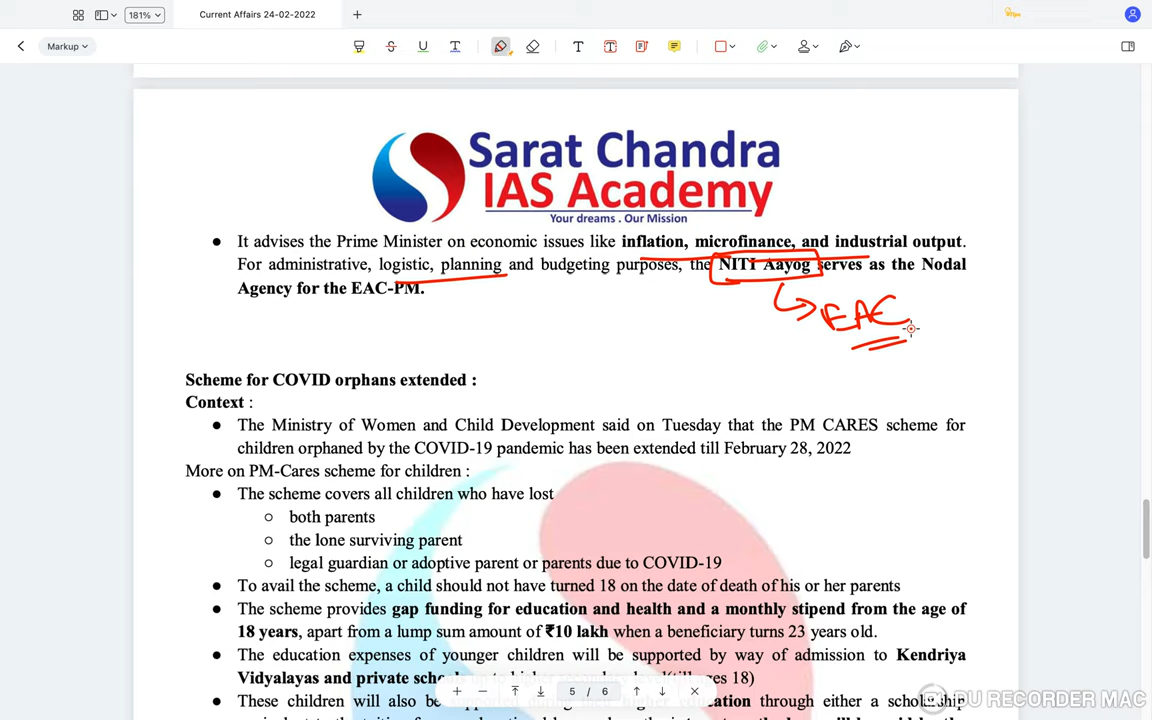 181%
Current Affairs 24-02-2022
Markup
Sarat Chandra
IAS Academy
Your dreams . Our Mission
● It advises the Prime Minister on economic issues like inflation, microfinance, and industrial output.
For administrative, logistic, planning and budgeting purposes, the NITI Aayog serves as the Nodal
Agency for the EAC-PM.
EAC
Scheme for COVID orphans extended :
Context :
● The Ministry of Women and Child Development said on Tuesday that the PM CARES scheme for
children orphaned by the COVID-19 pandemic has been extended till February 28, 2022
More on PM-Cares scheme for children :
● The scheme covers all children who have lost
○ both parents
○ the lone surviving parent
○ legal guardian or adoptive parent or parents due to COVID-19
● To avail the scheme, a child should not have turned 18 on the date of death of his or her parents
● The scheme provides gap funding for education and health and a monthly stipend from the age of
18 years, apart from a lump sum amount of ₹10 lakh when a beneficiary turns 23 years old.
● The education expenses of younger children will be supported by way of admission to Kendriya
Vidyalayas and private schools ages 18)
5 / 6
● These children will also be through either a scholarship
DU RECORDER MAC